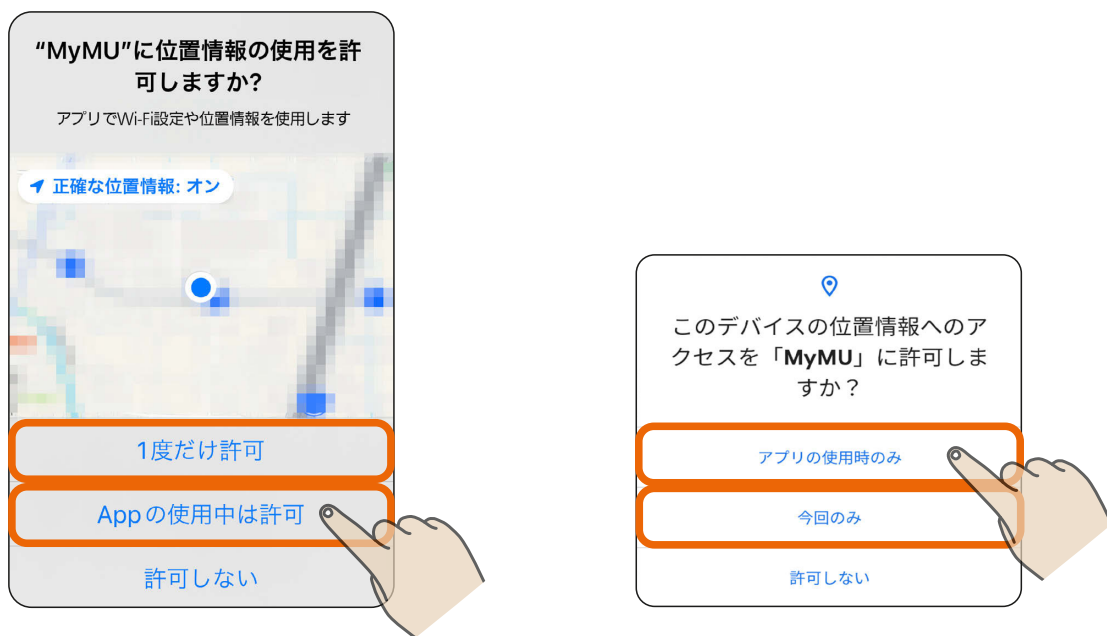 “MyMU”に位置情報の使用を許
可しますか?
アプリでWi-Fi設定や位置情報を使用します
正確な位置情報: オン
1度だけ許可
Appの使用中は許可
許可しない
このデバイスの位置情報へのア
クセスを「MyMU」に許可しま
すか？
アプリの使用時のみ
今回のみ
許可しない